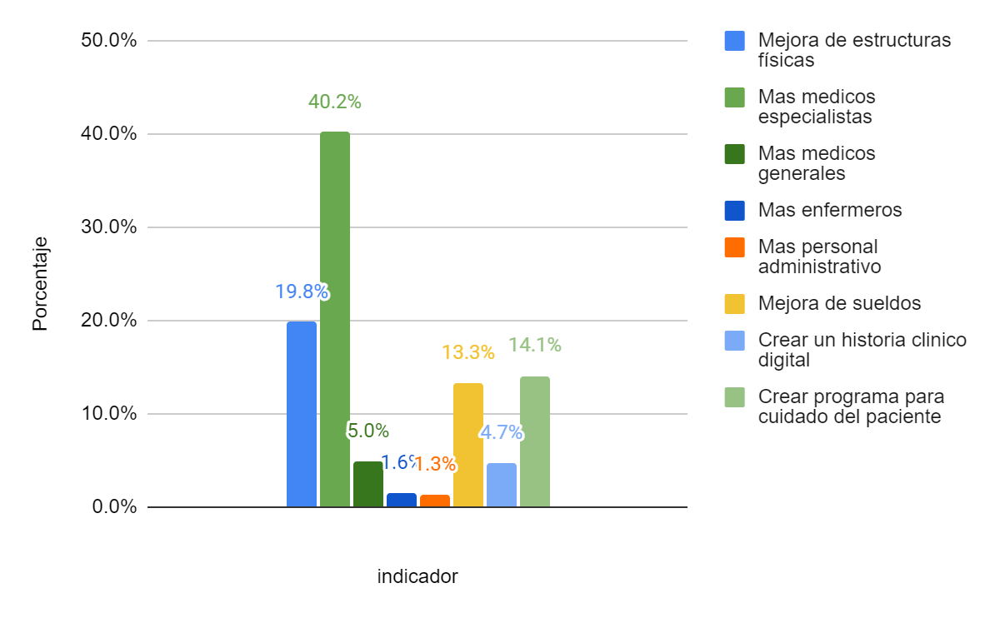 50.0%
40.0%
30.0%
20.0%
10.0%
0.0%
Porcentaje
19.8%
40.2%
5.0%
1.6%
1.3%
13.3%
4.7%
14.1%
indicador
Mejora de estructuras
físicas
Mas medicos
especialistas
Mas medicos
generales
Mas enfermeros
Mas personal
administrativo
Mejora de sueldos
Crear un historia clinico
digital
Crear programa para
cuidado del paciente